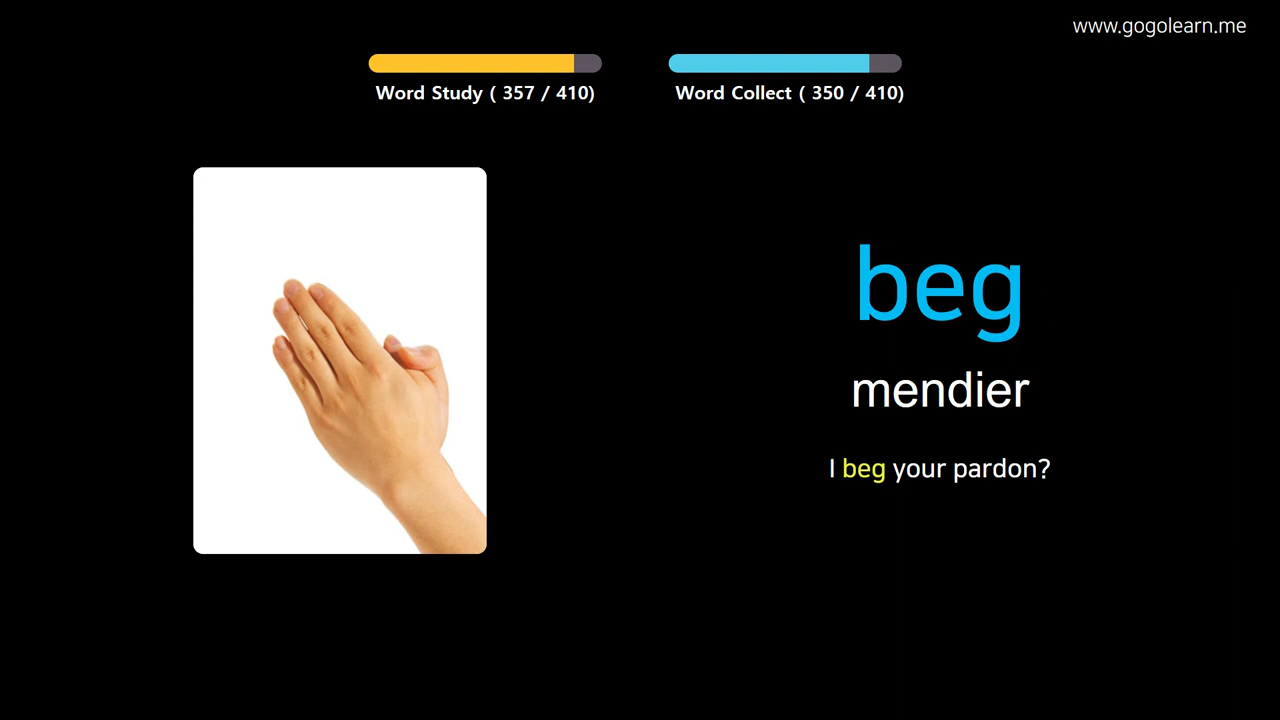 www.gogolearn.me
Word Study ( 357 / 410)
Word Collect ( 350 / 410)
beg
mendier
I beg your pardon?